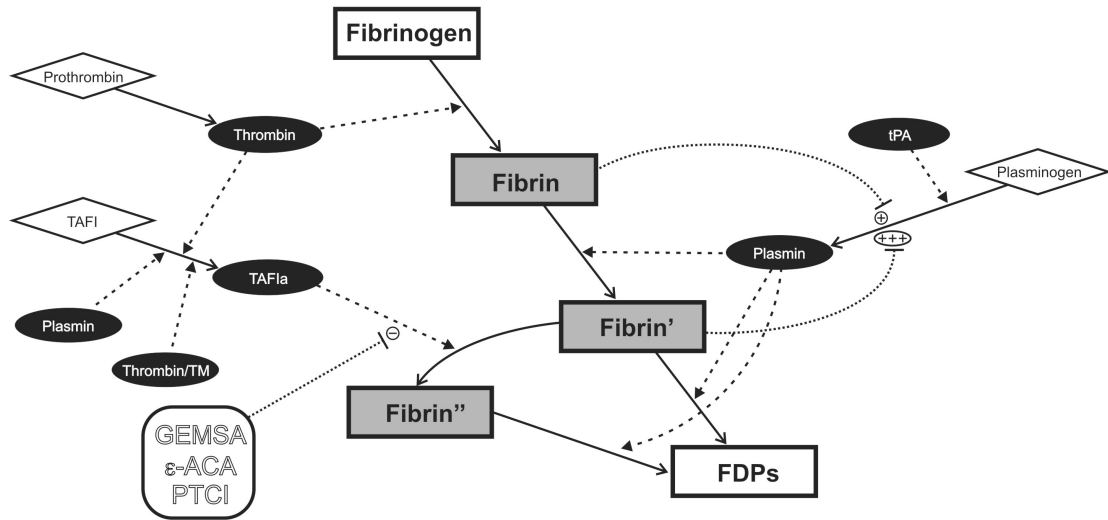 Fibrinogen
Prothrombin
Thrombin
tPA
Fibrin
Plasminogen
TAFI
+
+++
Plasmin
TAFIa
Plasmin
Fibrin’
−
Thrombin/TM
Fibrin’’
GEMSA
ε-ACA
PTCI
FDPs